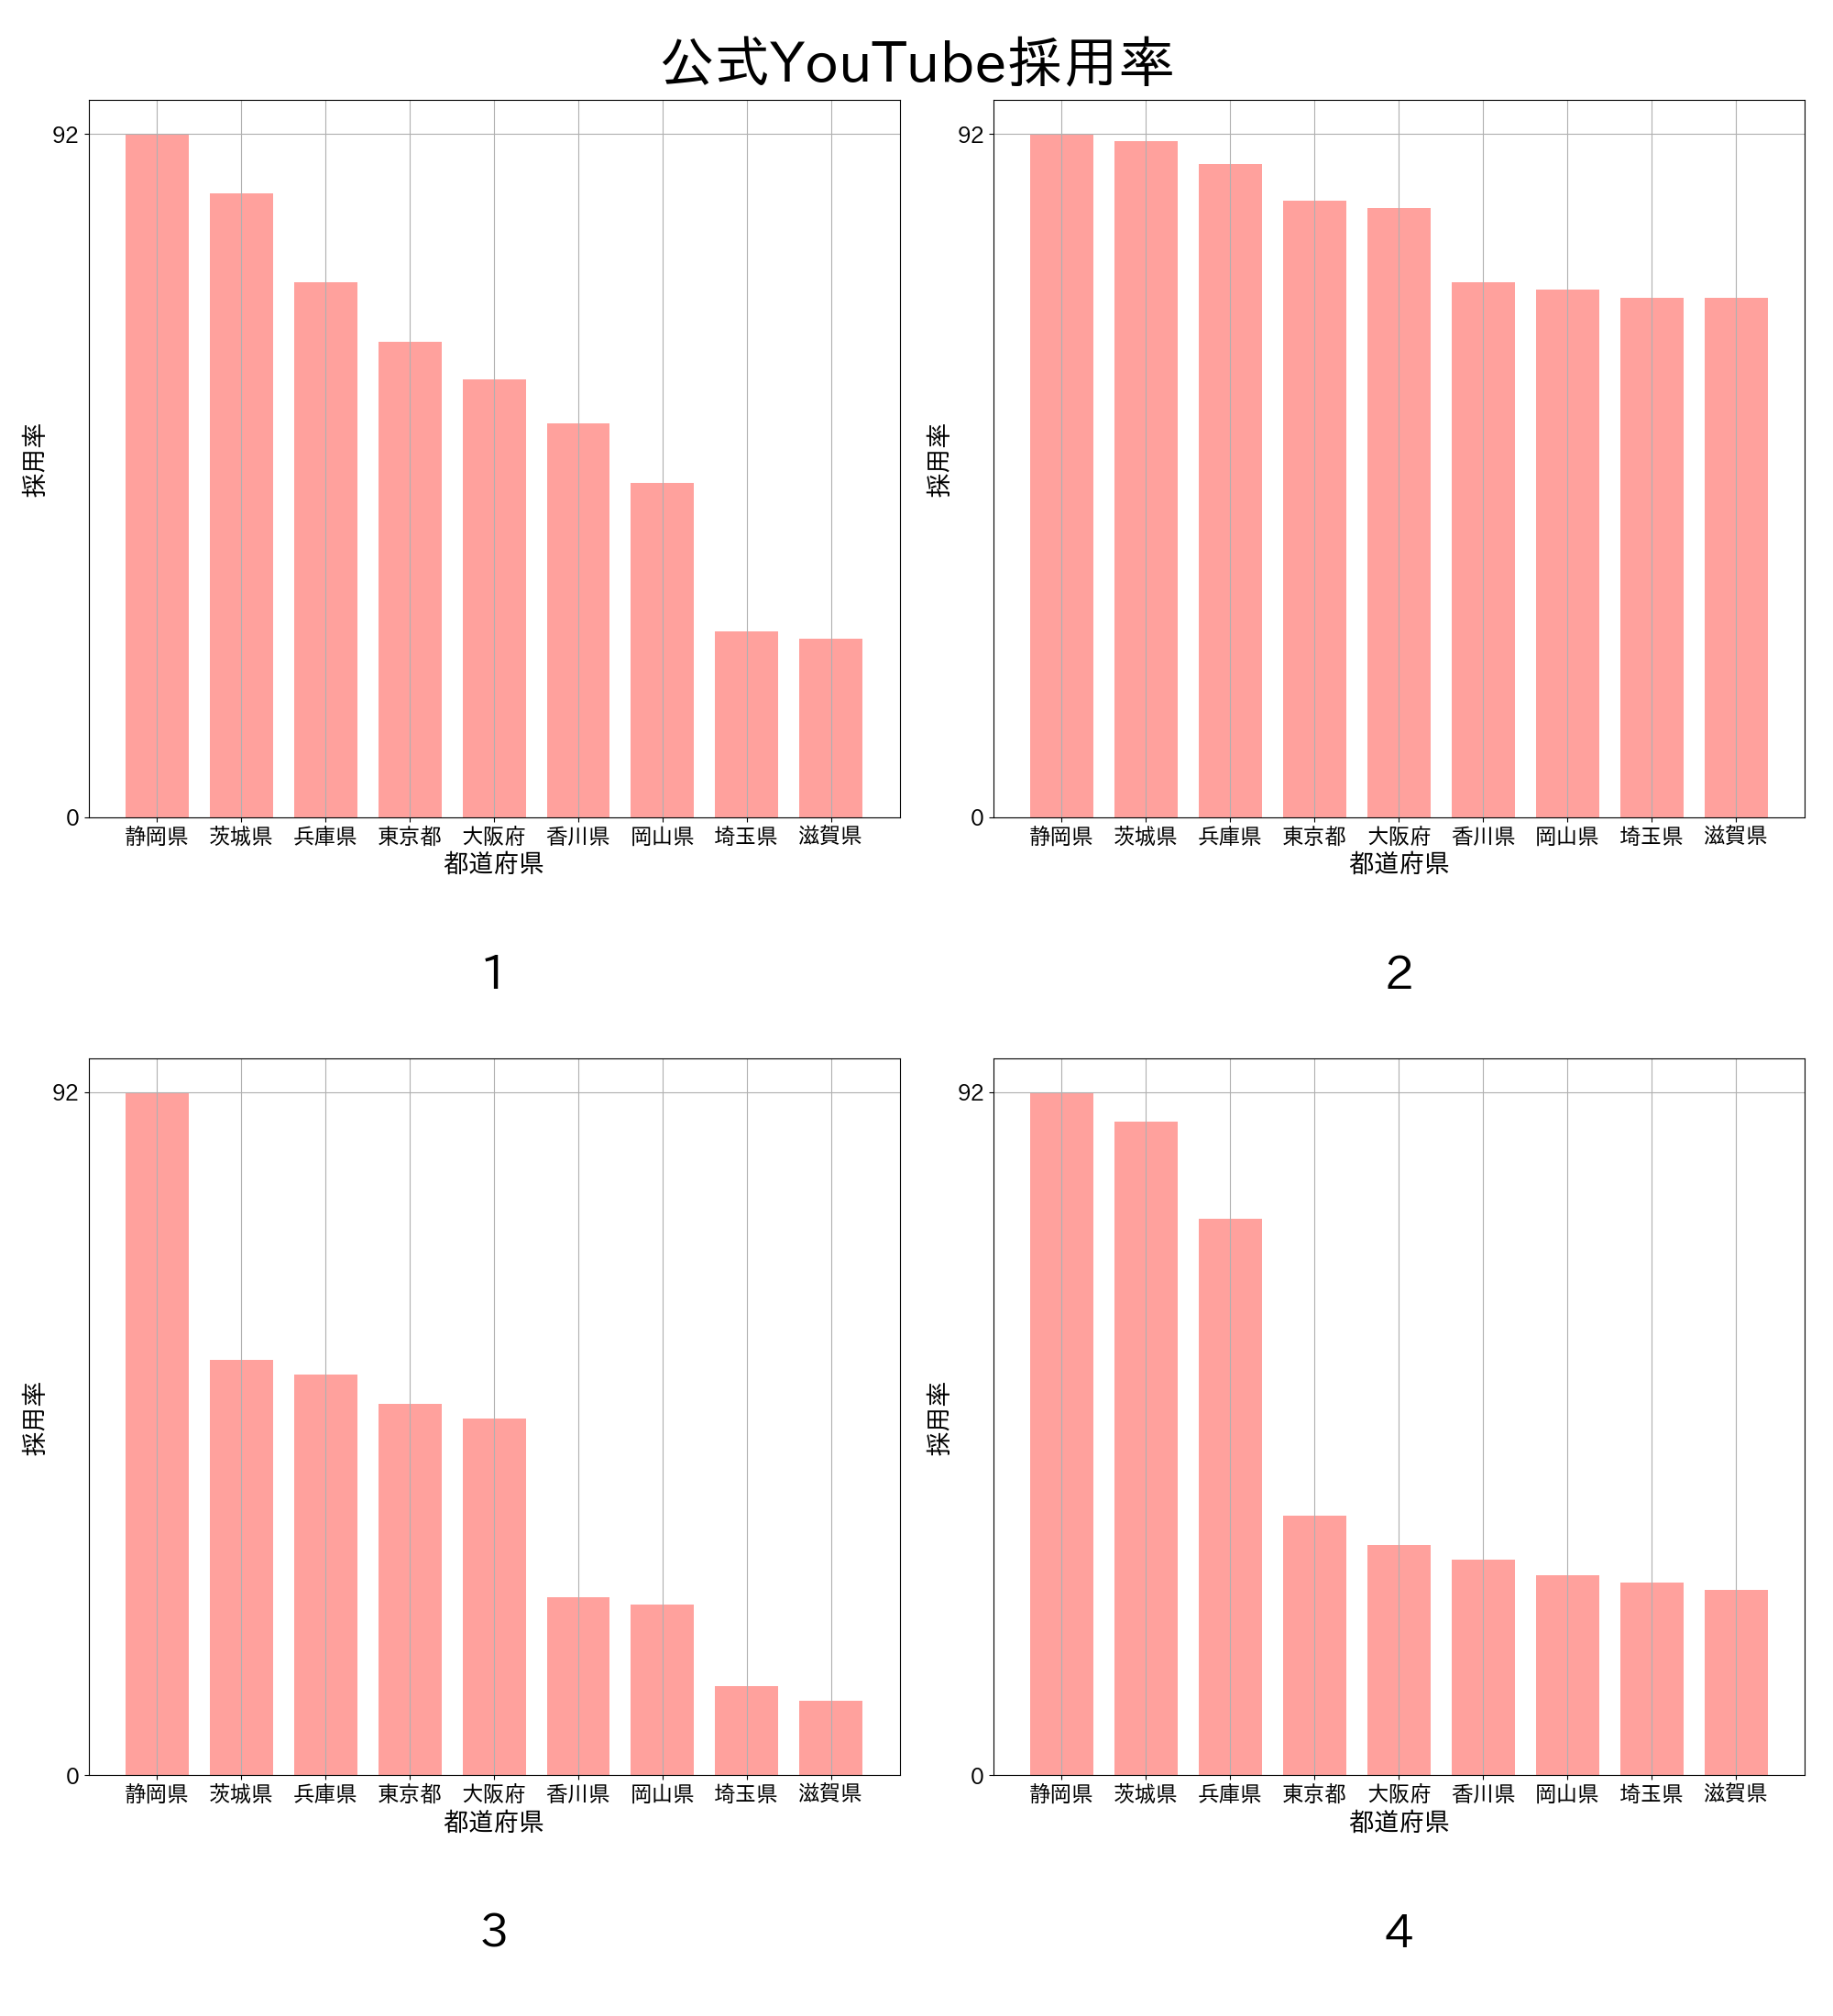 公式YouTube採用率
92
0
採用率
静岡県 茨城県 兵庫県 東京都 大阪府 香川県 岡山県 埼玉県 滋賀県
都道府県
1
92
0
採用率
静岡県 茨城県 兵庫県 東京都 大阪府 香川県 岡山県 埼玉県 滋賀県
都道府県
2
92
0
採用率
静岡県 茨城県 兵庫県 東京都 大阪府 香川県 岡山県 埼玉県 滋賀県
都道府県
3
92
0
採用率
静岡県 茨城県 兵庫県 東京都 大阪府 香川県 岡山県 埼玉県 滋賀県
都道府県
4